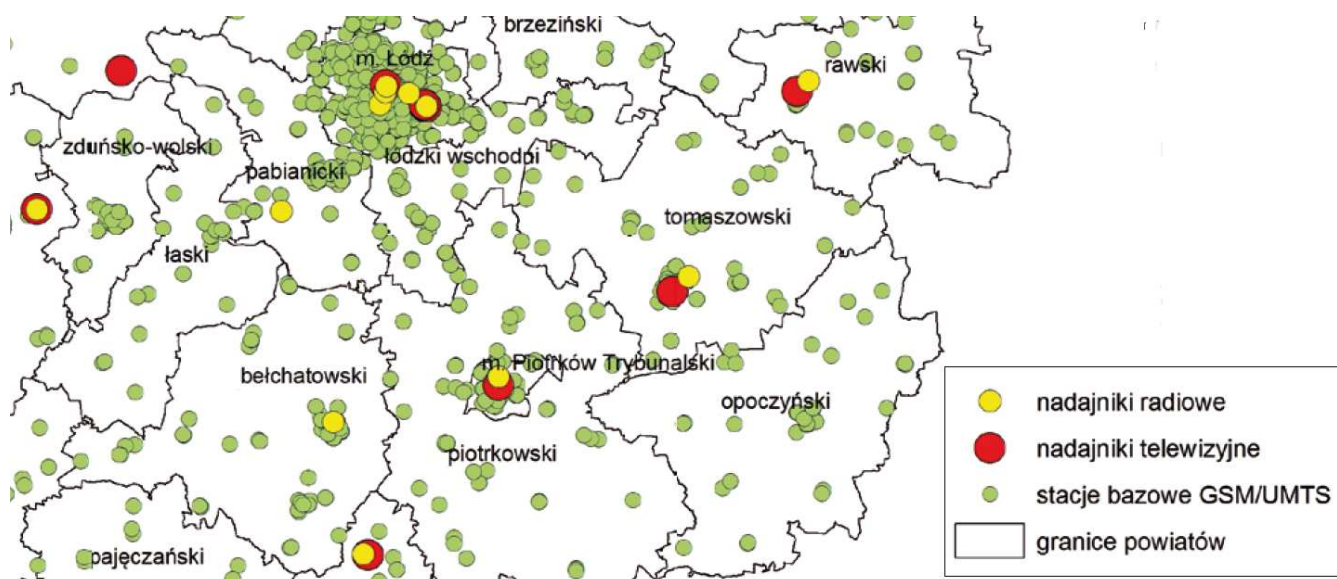 brzeziński
m. Łódź
rawski
zduńsko-wolski
łódzki wschodni
pabianicki
tomaszowski
łaski
m. Piotrków Trybunalski
bełchatowski
opoczyński
piotrkowski
pajęczański
nadajniki radiowe
nadajniki telewizyjne
stacje bazowe GSM/UMTS
granice powiatów